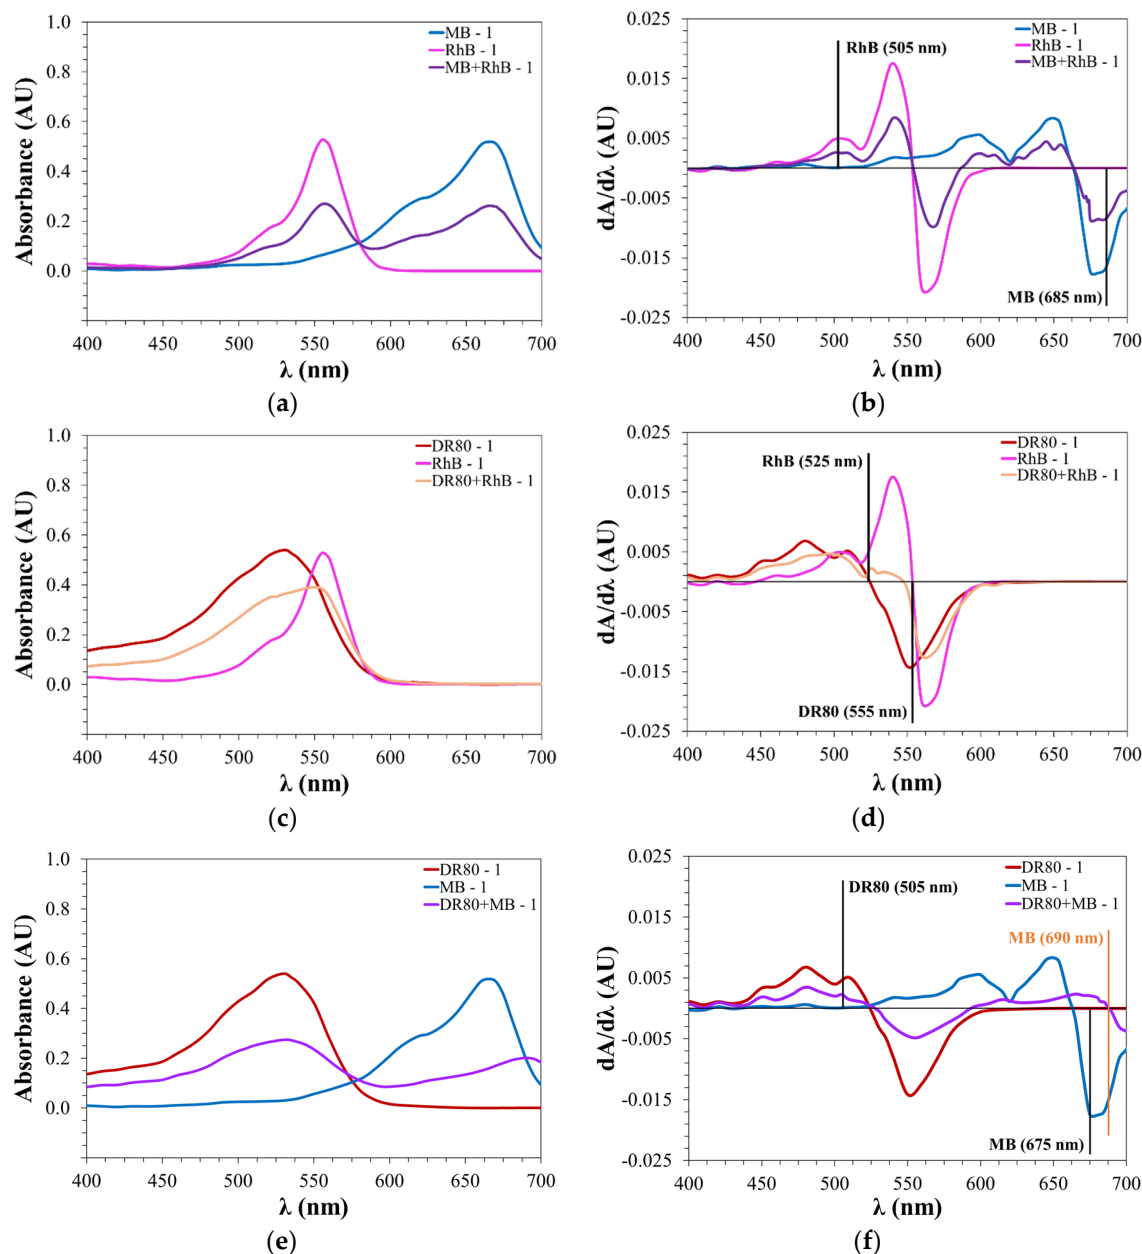 1.0
0.8
0.6
0.4
0.2
0.0
400 450 500 550 600 650 700
Absorbance (AU)
λ (nm)
MB - 1
RhB - 1
MB+RhB - 1
(a)
0.025
0.015
0.005
-0.005
-0.015
-0.025
400 450 500 550 600 650 700
dA/dλ (AU)
λ (nm)
RhB (505 nm)
MB - 1
RhB - 1
MB+RhB - 1
MB (685 nm)
(b)
1.0
0.8
0.6
0.4
0.2
0.0
400 450 500 550 600 650 700
Absorbance (AU)
λ (nm)
DR80 - 1
RhB - 1
DR80+RhB - 1
(c)
0.025
0.015
0.005
-0.005
-0.015
-0.025
400 450 500 550 600 650 700
dA/dλ (AU)
λ (nm)
RhB (525 nm)
DR80 - 1
RhB - 1
DR80+RhB - 1
DR80 (555 nm)
(d)
1.0
0.8
0.6
0.4
0.2
0.0
400 450 500 550 600 650 700
Absorbance (AU)
λ (nm)
DR80 - 1
MB - 1
DR80+MB - 1
(e)
0.025
0.015
0.005
-0.005
-0.015
-0.025
400 450 500 550 600 650 700
dA/dλ (AU)
λ (nm)
DR80 (505 nm)
DR80 - 1
MB - 1
DR80+MB - 1
MB (690 nm)
MB (675 nm)
(f)